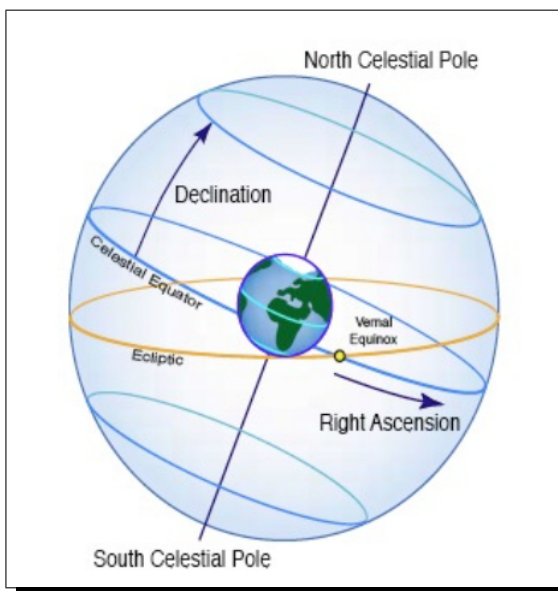 North Celestial Pole
Declination
Celestial Equator
Vernal
Equinox
Ecliptic
Right Ascension
South Celestial Pole